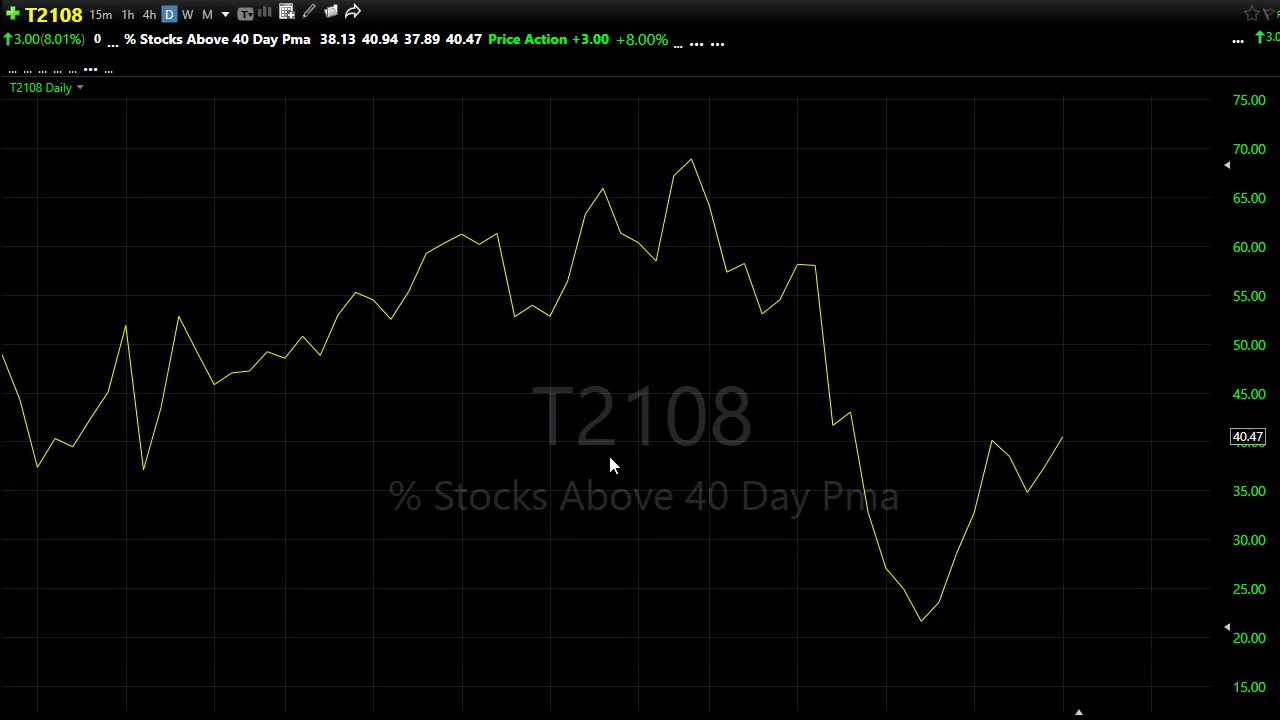 T2108 15m 1h 4h D W M
3.00(8.01%) 0 ... % Stocks Above 40 Day Pma 38.13 40.94 37.89 40.47 Price Action +3.00 +8.00% ... ... ... ... 3.0
... ... ... ... ... ... ...
T2108 Daily
75.00
70.00
65.00
60.00
55.00
50.00
45.00
40.47
35.00
30.00
25.00
20.00
15.00
T2108
% Stocks Above 40 Day Pma